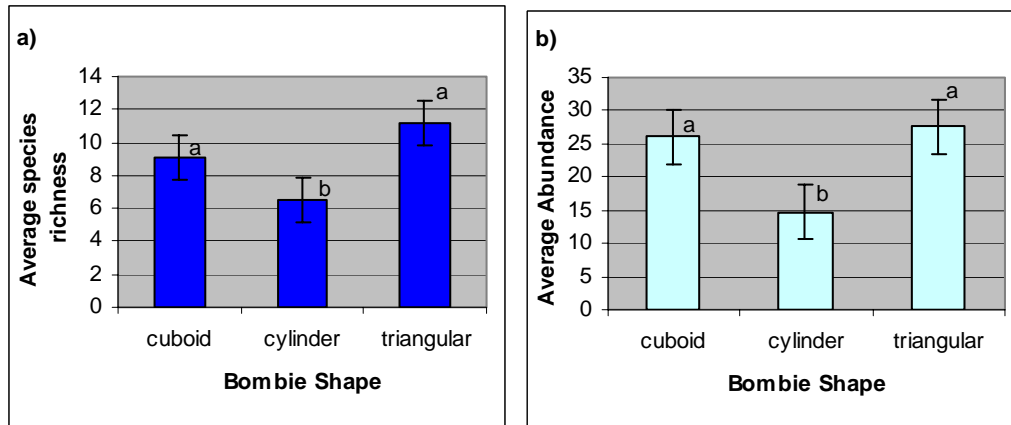 a)
Average species
richness
14
12
10
8
6
4
2
0
a
b
a
cuboid cylinder triangular
Bombie Shape
b)
Average Abundance
35
30
25
20
15
10
5
0
a
b
a
cuboid cylinder triangular
Bombie Shape